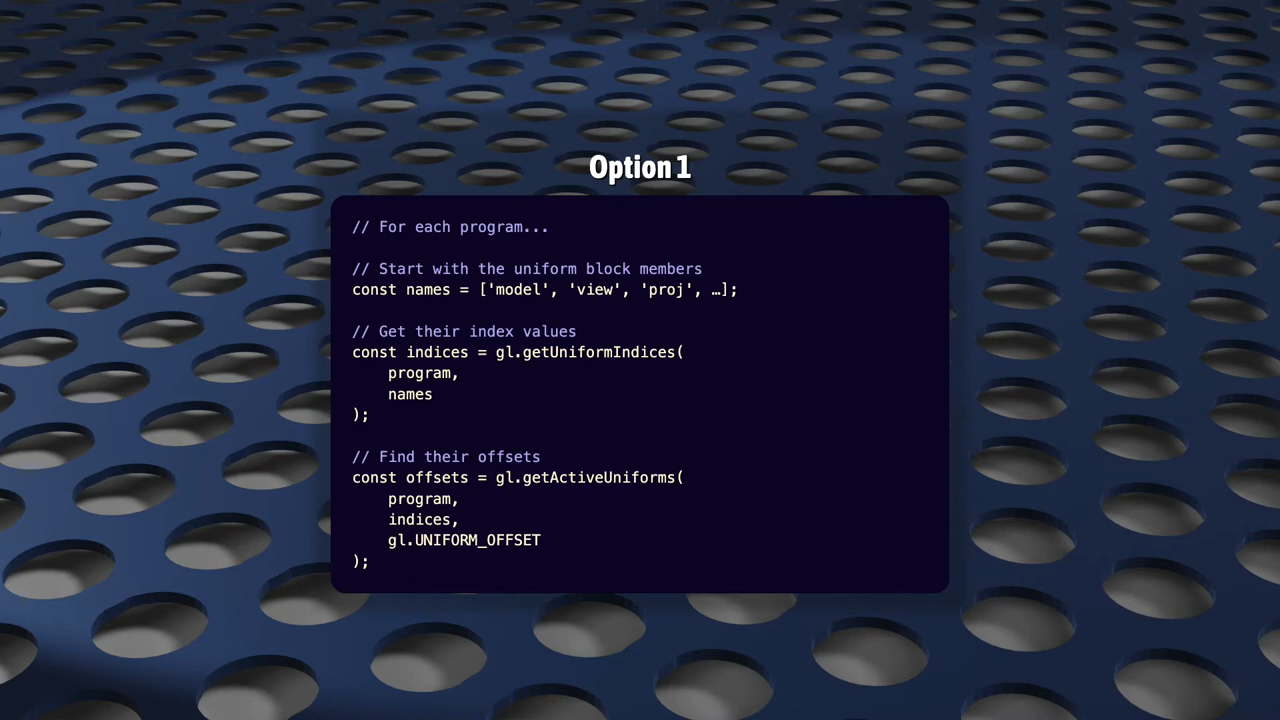 Option 1
// For each program...
// Start with the uniform block members
const names = ['model', 'view', 'proj', …];
// Get their index values
const indices = gl.getUniformIndices(
program,
names
);
// Find their offsets
const offsets = gl.getActiveUniforms(
program,
indices,
gl.UNIFORM_OFFSET
);